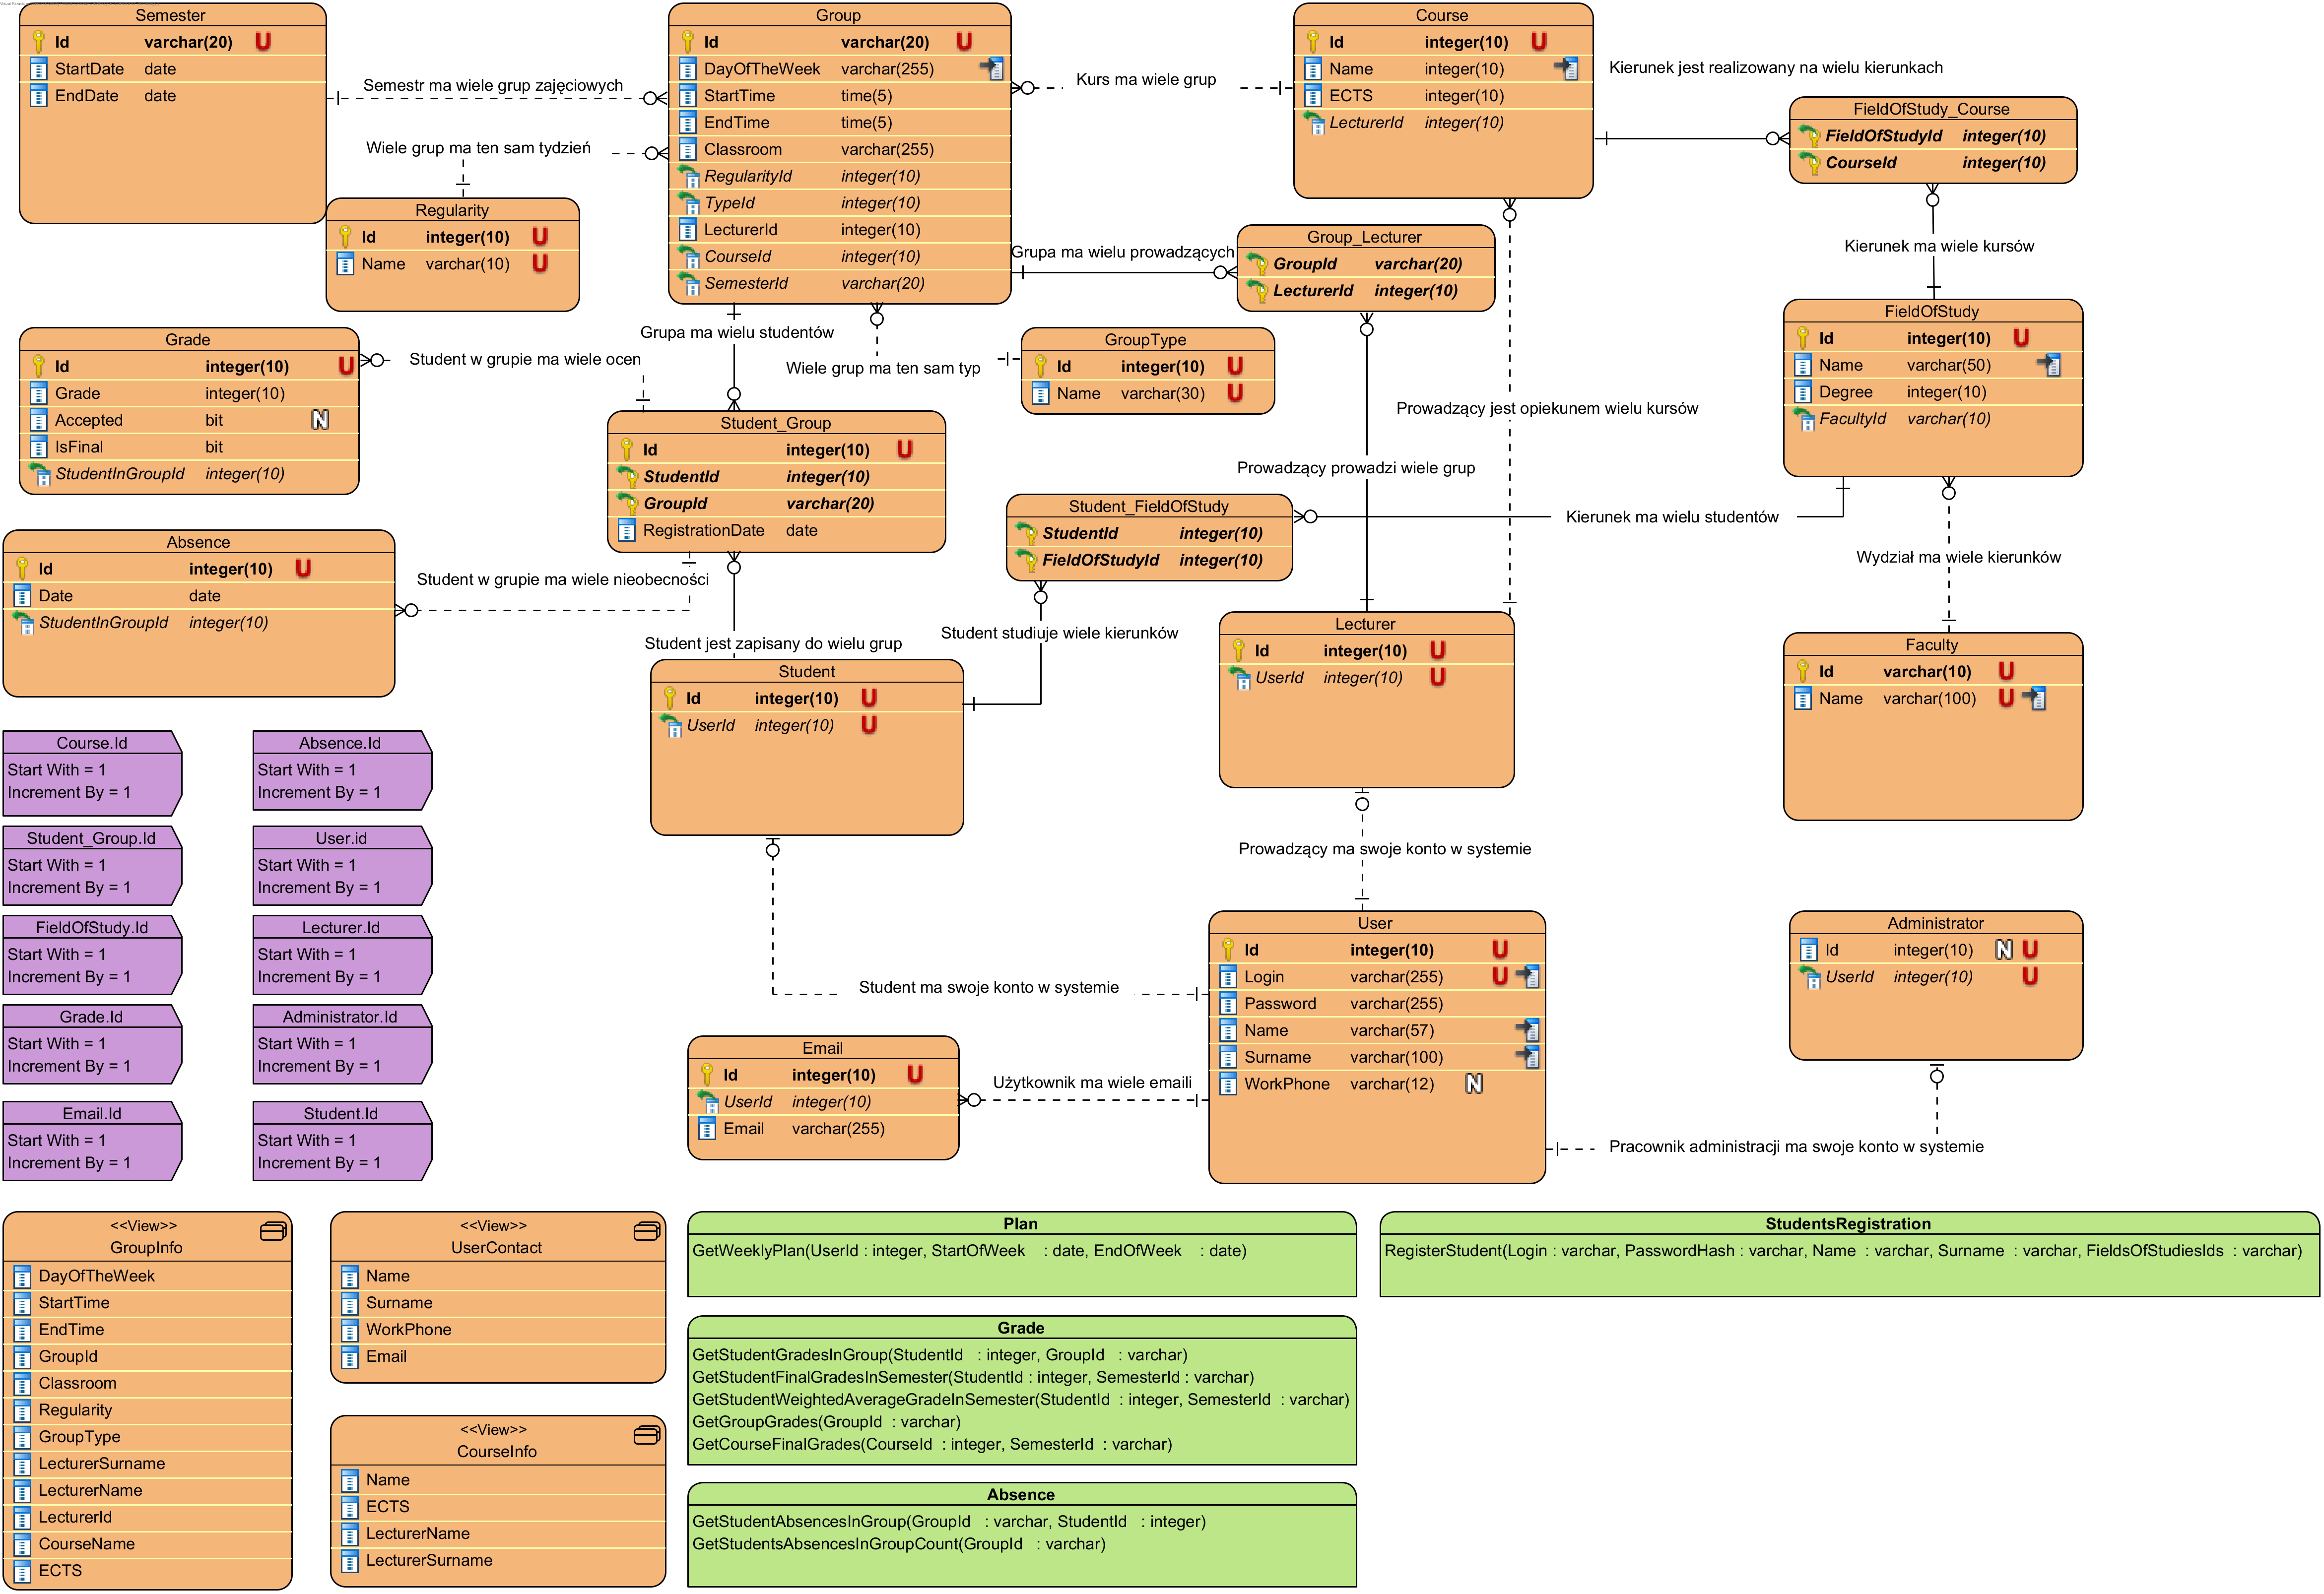 Semester
Id varchar(20) U
StartDate date
EndDate date
Semestr ma wiele grup zajęciowych
Wiele grup ma ten sam tydzień
Regularity
Id integer(10) U
Name varchar(10) U
Group
Id varchar(20) U
DayOfTheWeek varchar(255)
StartTime time(5)
EndTime time(5)
Classroom varchar(255)
RegularityId integer(10)
TypeId integer(10)
LecturerId integer(10)
CourseId integer(10)
SemesterId varchar(20)
Kurs ma wiele grup
Course
Id integer(10) U
Name integer(10)
ECTS integer(10)
LecturerId integer(10)
Kierunek jest realizowany na wielu kierunkach
FieldOfStudy_Course
FieldOfStudyId integer(10)
CourseId integer(10)
Kierunek ma wiele kursów
Grupa ma wielu prowadzących
Group_Lecturer
GroupId varchar(20)
LecturerId integer(10)
FieldOfStudy
Id integer(10) U
Name varchar(50)
Degree integer(10)
FacultyId varchar(10)
Grade
Id integer(10) U
Grade integer(10)
Accepted bit N
IsFinal bit
StudentInGroupId integer(10)
Student w grupie ma wiele ocen
Grupa ma wielu studentów
Wiele grup ma ten sam typ
GroupType
Id integer(10) U
Name varchar(30) U
Prowadzący jest opiekunem wielu kursów
Student_Group
Id integer(10) U
StudentId integer(10)
GroupId varchar(20)
RegistrationDate date
Prowadzący prowadzi wiele grup
Student_FieldOfStudy
StudentId integer(10)
FieldOfStudyId integer(10)
Kierunek ma wielu studentów
Wydział ma wiele kierunków
Absence
Id integer(10) U
Date date
StudentInGroupId integer(10)
Student w grupie ma wiele nieobecności
Student jest zapisany do wielu grup
Student studiuje wiele kierunków
Student
Id integer(10) U
UserId integer(10) U
Lecturer
Id integer(10) U
UserId integer(10) U
Faculty
Id varchar(10) U
Name varchar(100) U
Course.Id
Start With = 1
Increment By = 1
Absence.Id
Start With = 1
Increment By = 1
Student_Group.Id
Start With = 1
Increment By = 1
User.id
Start With = 1
Increment By = 1
FieldOfStudy.Id
Start With = 1
Increment By = 1
Lecturer.Id
Start With = 1
Increment By = 1
Grade.Id
Start With = 1
Increment By = 1
Administrator.Id
Start With = 1
Increment By = 1
Email.Id
Start With = 1
Increment By = 1
Student.Id
Start With = 1
Increment By = 1
Prowadzący ma swoje konto w systemie
Student ma swoje konto w systemie
User
Id integer(10) U
Login varchar(255) U
Password varchar(255)
Name varchar(57)
Surname varchar(100)
WorkPhone varchar(12) N
Administrator
Id integer(10) N U
UserId integer(10) U
Email
Id integer(10) U
UserId integer(10)
Email varchar(255)
Użytkownik ma wiele emaili
Pracownik administracji ma swoje konto w systemie
<<View>>
GroupInfo
DayOfTheWeek
StartTime
EndTime
GroupId
Classroom
Regularity
GroupType
LecturerSurname
LecturerName
LecturerId
CourseName
ECTS
<<View>>
UserContact
Name
Surname
WorkPhone
Email
<<View>>
CourseInfo
Name
ECTS
LecturerName
LecturerSurname
Plan
GetWeeklyPlan(UserId : integer, StartOfWeek : date, EndOfWeek : date)
StudentsRegistration
RegisterStudent(Login : varchar, PasswordHash : varchar, Name : varchar, Surname : varchar, FieldsOfStudiesIds : varchar)
Grade
GetStudentGradesInGroup(StudentId : integer, GroupId : varchar)
GetStudentFinalGradesInSemester(StudentId : integer, SemesterId : varchar)
GetStudentWeightedAverageGradeInSemester(StudentId : integer, SemesterId : varchar)
GetGroupGrades(GroupId : varchar)
GetCourseFinalGrades(CourseId : integer, SemesterId : varchar)
Absence
GetStudentAbsencesInGroup(GroupId : varchar, StudentId : integer)
GetStudentsAbsencesInGroupCount(GroupId : varchar)